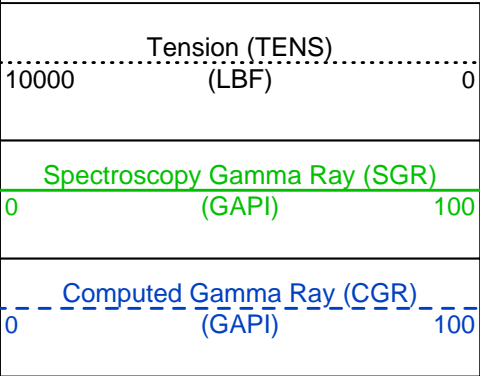 Tension (TENS)
10000 (LBF) 0
Spectroscopy Gamma Ray (SGR)
0 (GAPI) 100
Computed Gamma Ray (CGR)
0 (GAPI) 100